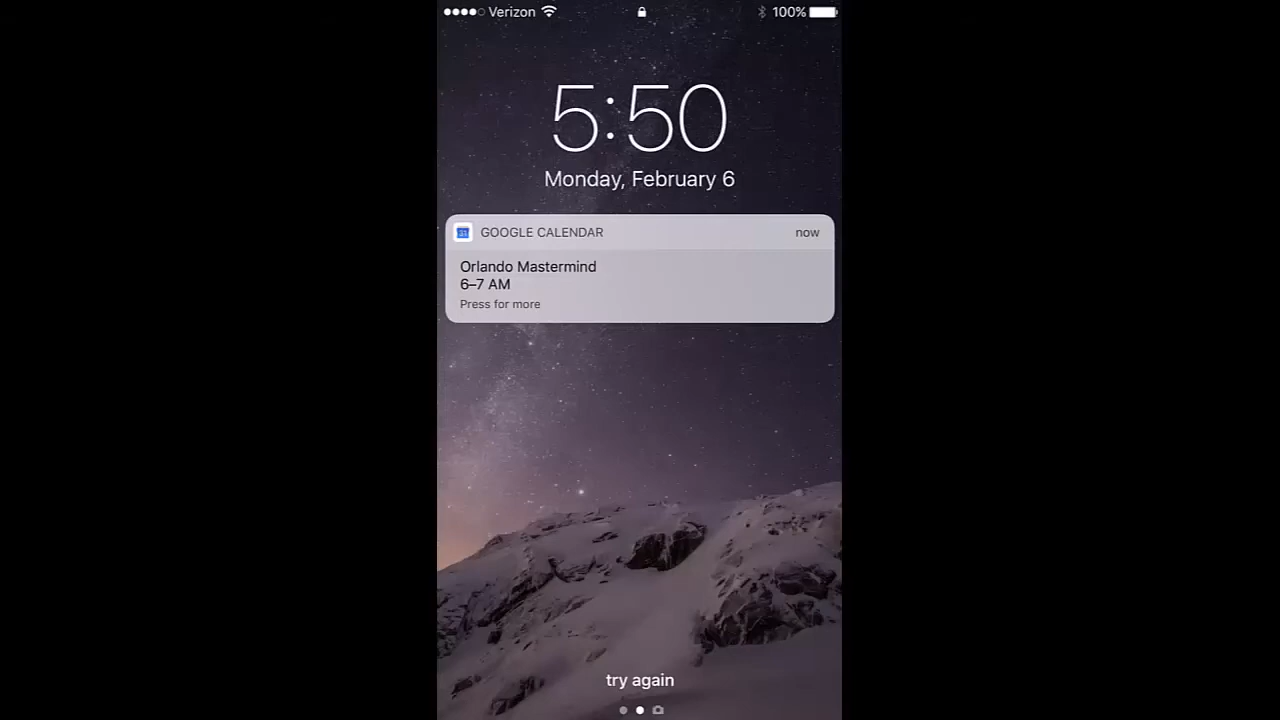 Verizon 100%
5:50
Monday, February 6
GOOGLE CALENDAR now
Orlando Mastermind
6–7 AM
Press for more
try again